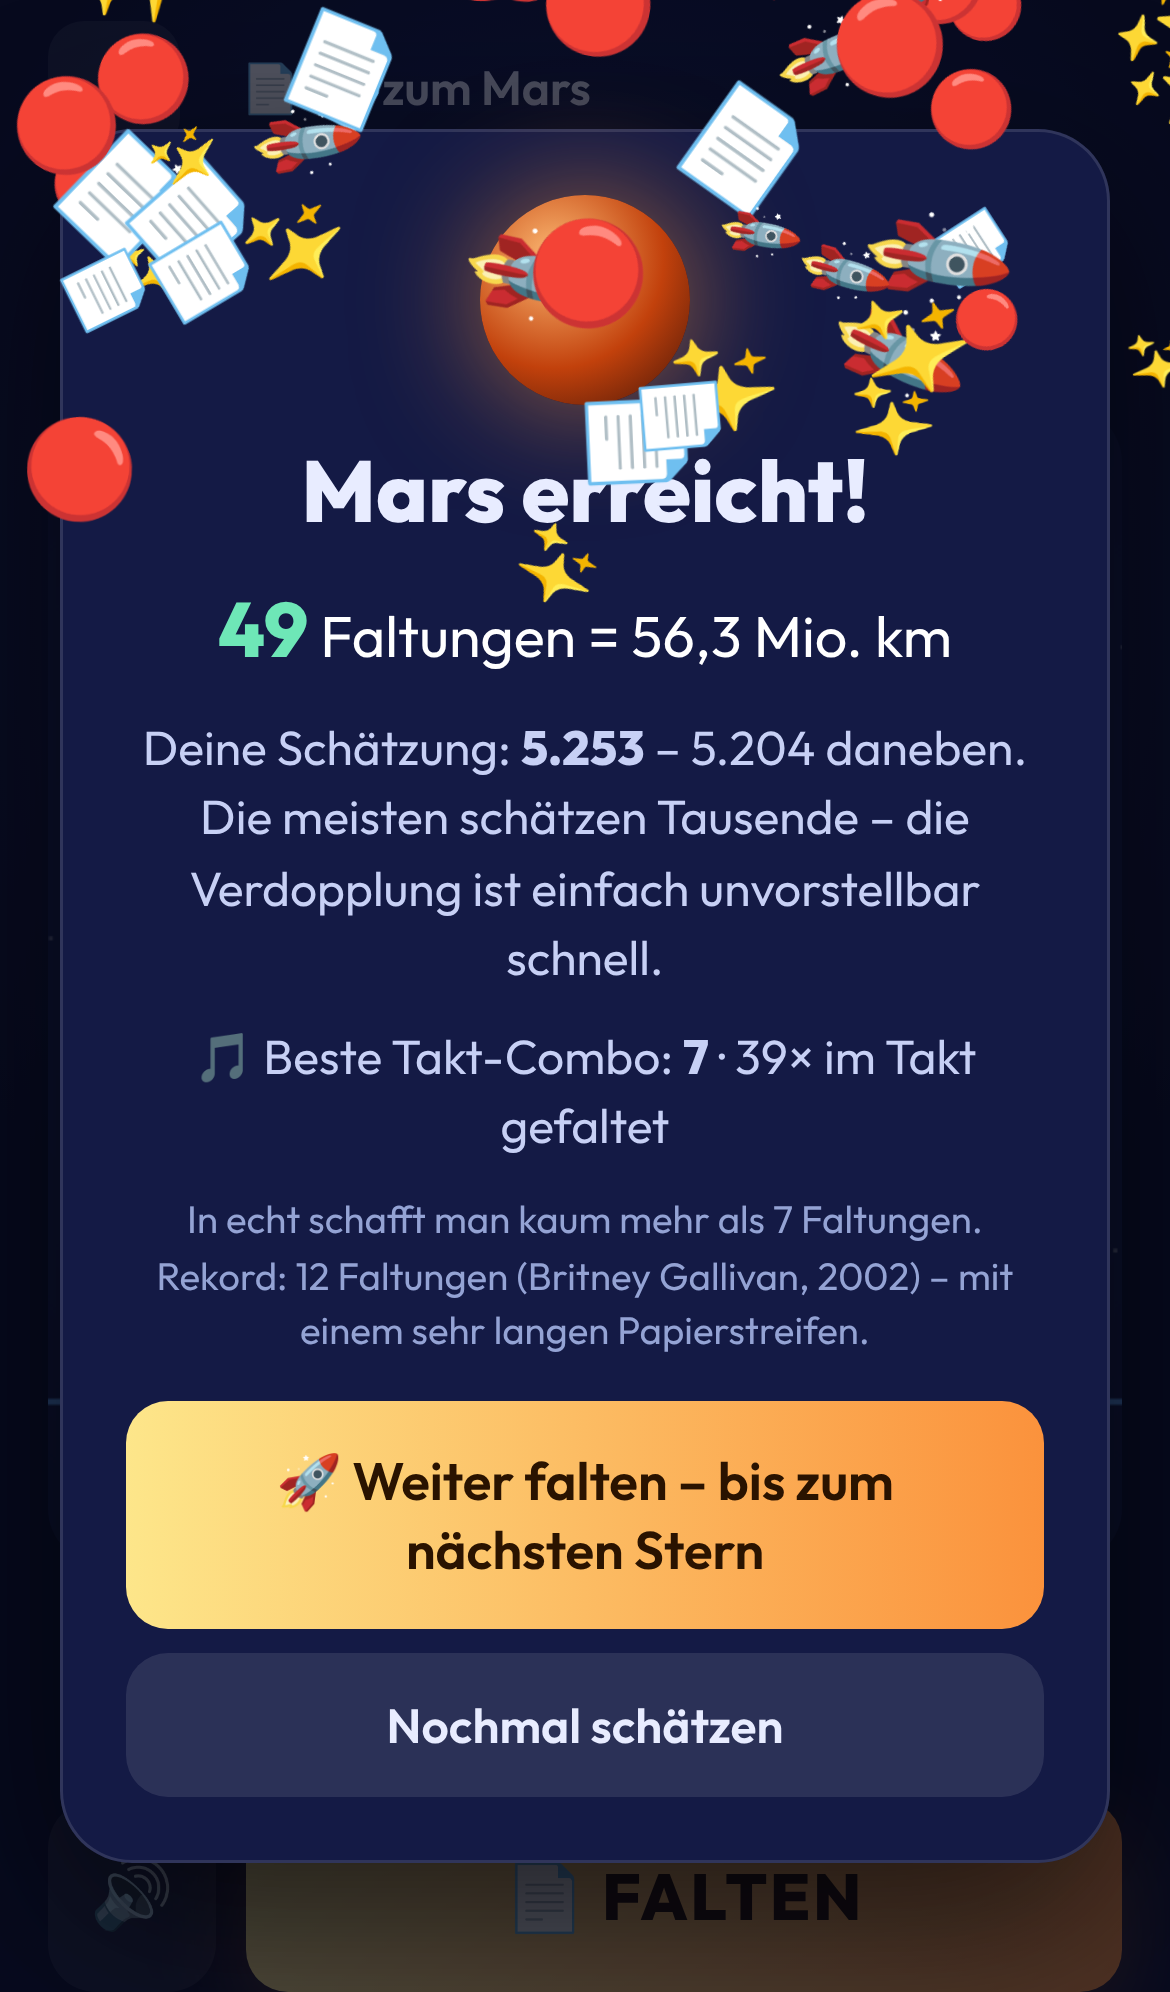 zum Mars
Mars erreicht!
49 Faltungen = 56,3 Mio. km
Deine Schätzung: 5.253 – 5.204 daneben.
Die meisten schätzen Tausende – die
Verdopplung ist einfach unvorstellbar
schnell.
🎵 Beste Takt-Combo: 7 · 39× im Takt
gefaltet
In echt schafft man kaum mehr als 7 Faltungen.
Rekord: 12 Faltungen (Britney Gallivan, 2002) – mit
einem sehr langen Papierstreifen.
🚀 Weiter falten – bis zum
nächsten Stern
Nochmal schätzen
📄 FALTEN